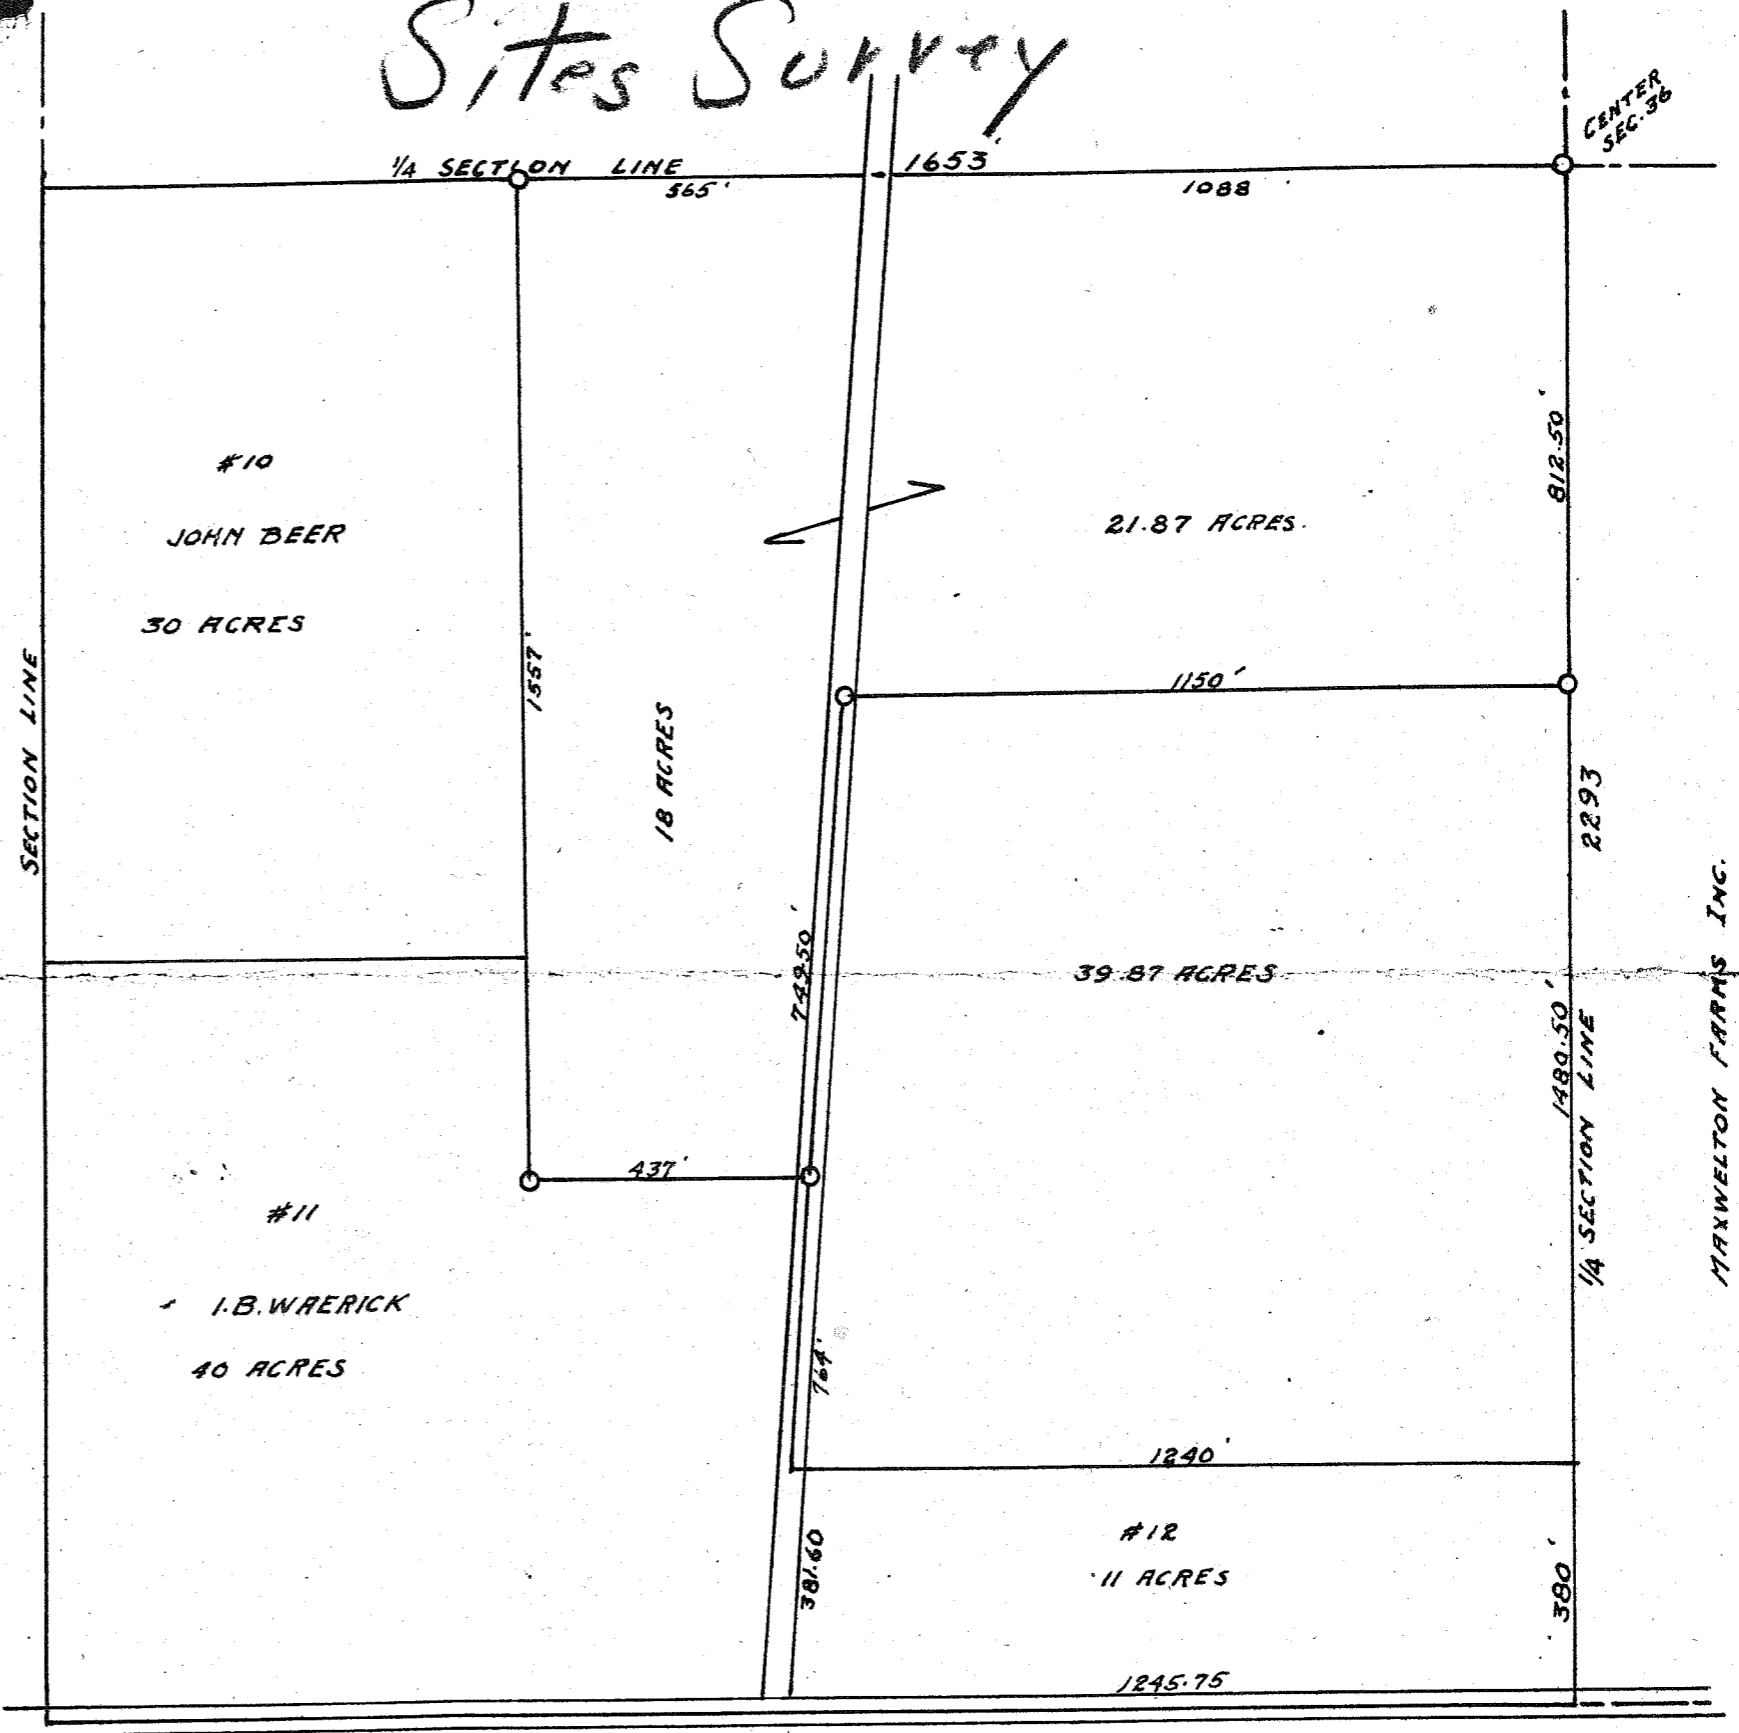 Sites Survey
CENTER
SEC. 36
1/4 SECTION LINE
1653'
565'
1088'
812.50'
#10
JOHN BEER
30 ACRES
21.87 ACRES.
1557'
1150'
SECTION LINE
18 ACRES
2293
749.50'
39.87 ACRES
MAXWELTON FARMS INC.
1480.50'
1/4 SECTION LINE
437'
#11
I.B. WAERICK
40 ACRES
764'
1240'
#12
11 ACRES
381.60
380'
1245.75